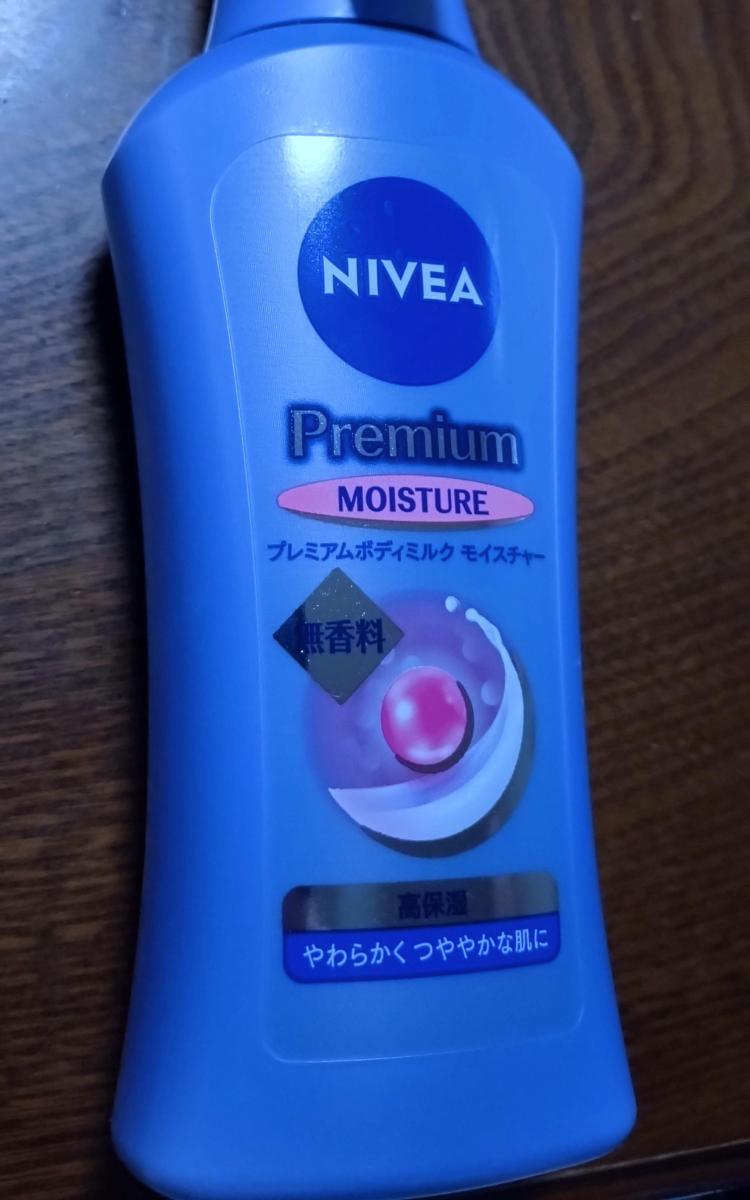 NIVEA
Premium
MOISTURE
プレミアムボディミルク モイスチャー
無香料
高保湿
やわらかく つややかな肌に